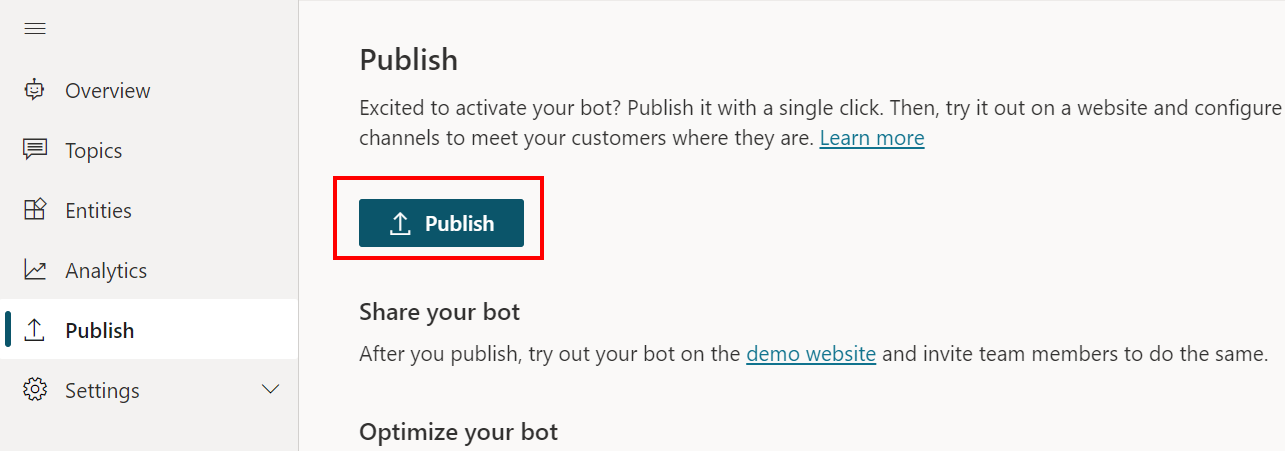 Overview
Topics
Entities
Analytics
Publish
Settings
Publish
Excited to activate your bot? Publish it with a single click. Then, try it out on a website and configure
channels to meet your customers where they are. Learn more
Publish
Share your bot
After you publish, try out your bot on the demo website and invite team members to do the same.
Optimize your bot